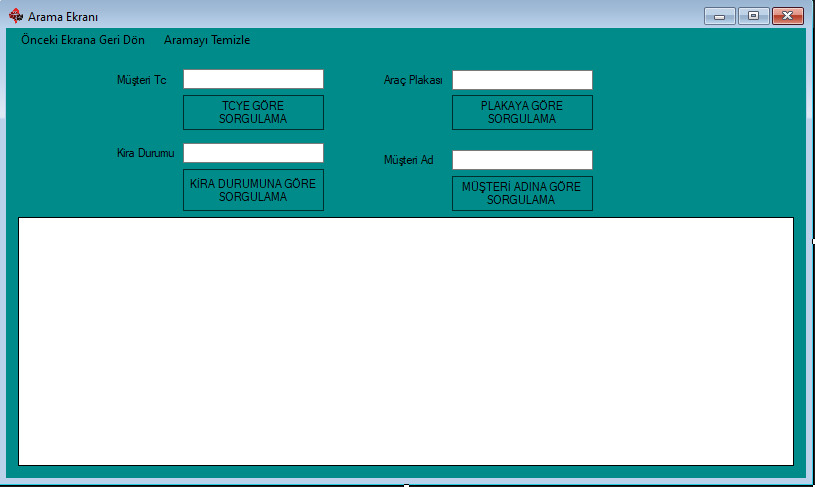 Arama Ekranı
Önceki Ekrana Geri Dön Aramayı Temizle
Müşteri Tc
Araç Plakası
TCYE GÖRE
SORGULAMA
PLAKAYA GÖRE
SORGULAMA
Kira Durumu
Müşteri Ad
KİRA DURUMUNA GÖRE
SORGULAMA
MÜŞTERİ ADINA GÖRE
SORGULAMA